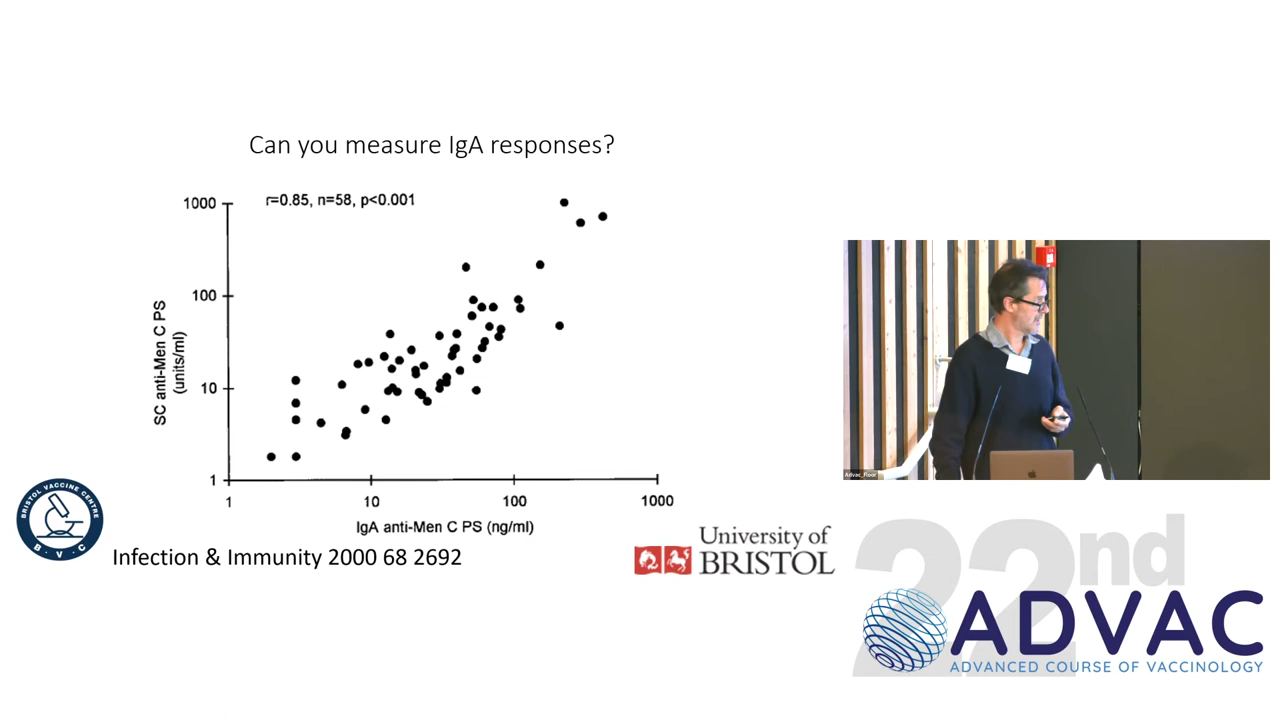 Can you measure IgA responses?
r=0.85, n=58, p<0.001
SC anti-Men C PS
(units/ml)
1000
100
10
1
1
10
100
1000
IgA anti-Men C PS (ng/ml)
BRISTOL VACCINE CENTRE
B · V · C
Infection & Immunity 2000 68 2692
University of
BRISTOL
Advac_Floor
22nd
ADVAC
ADVANCED COURSE OF VACCINOLOGY